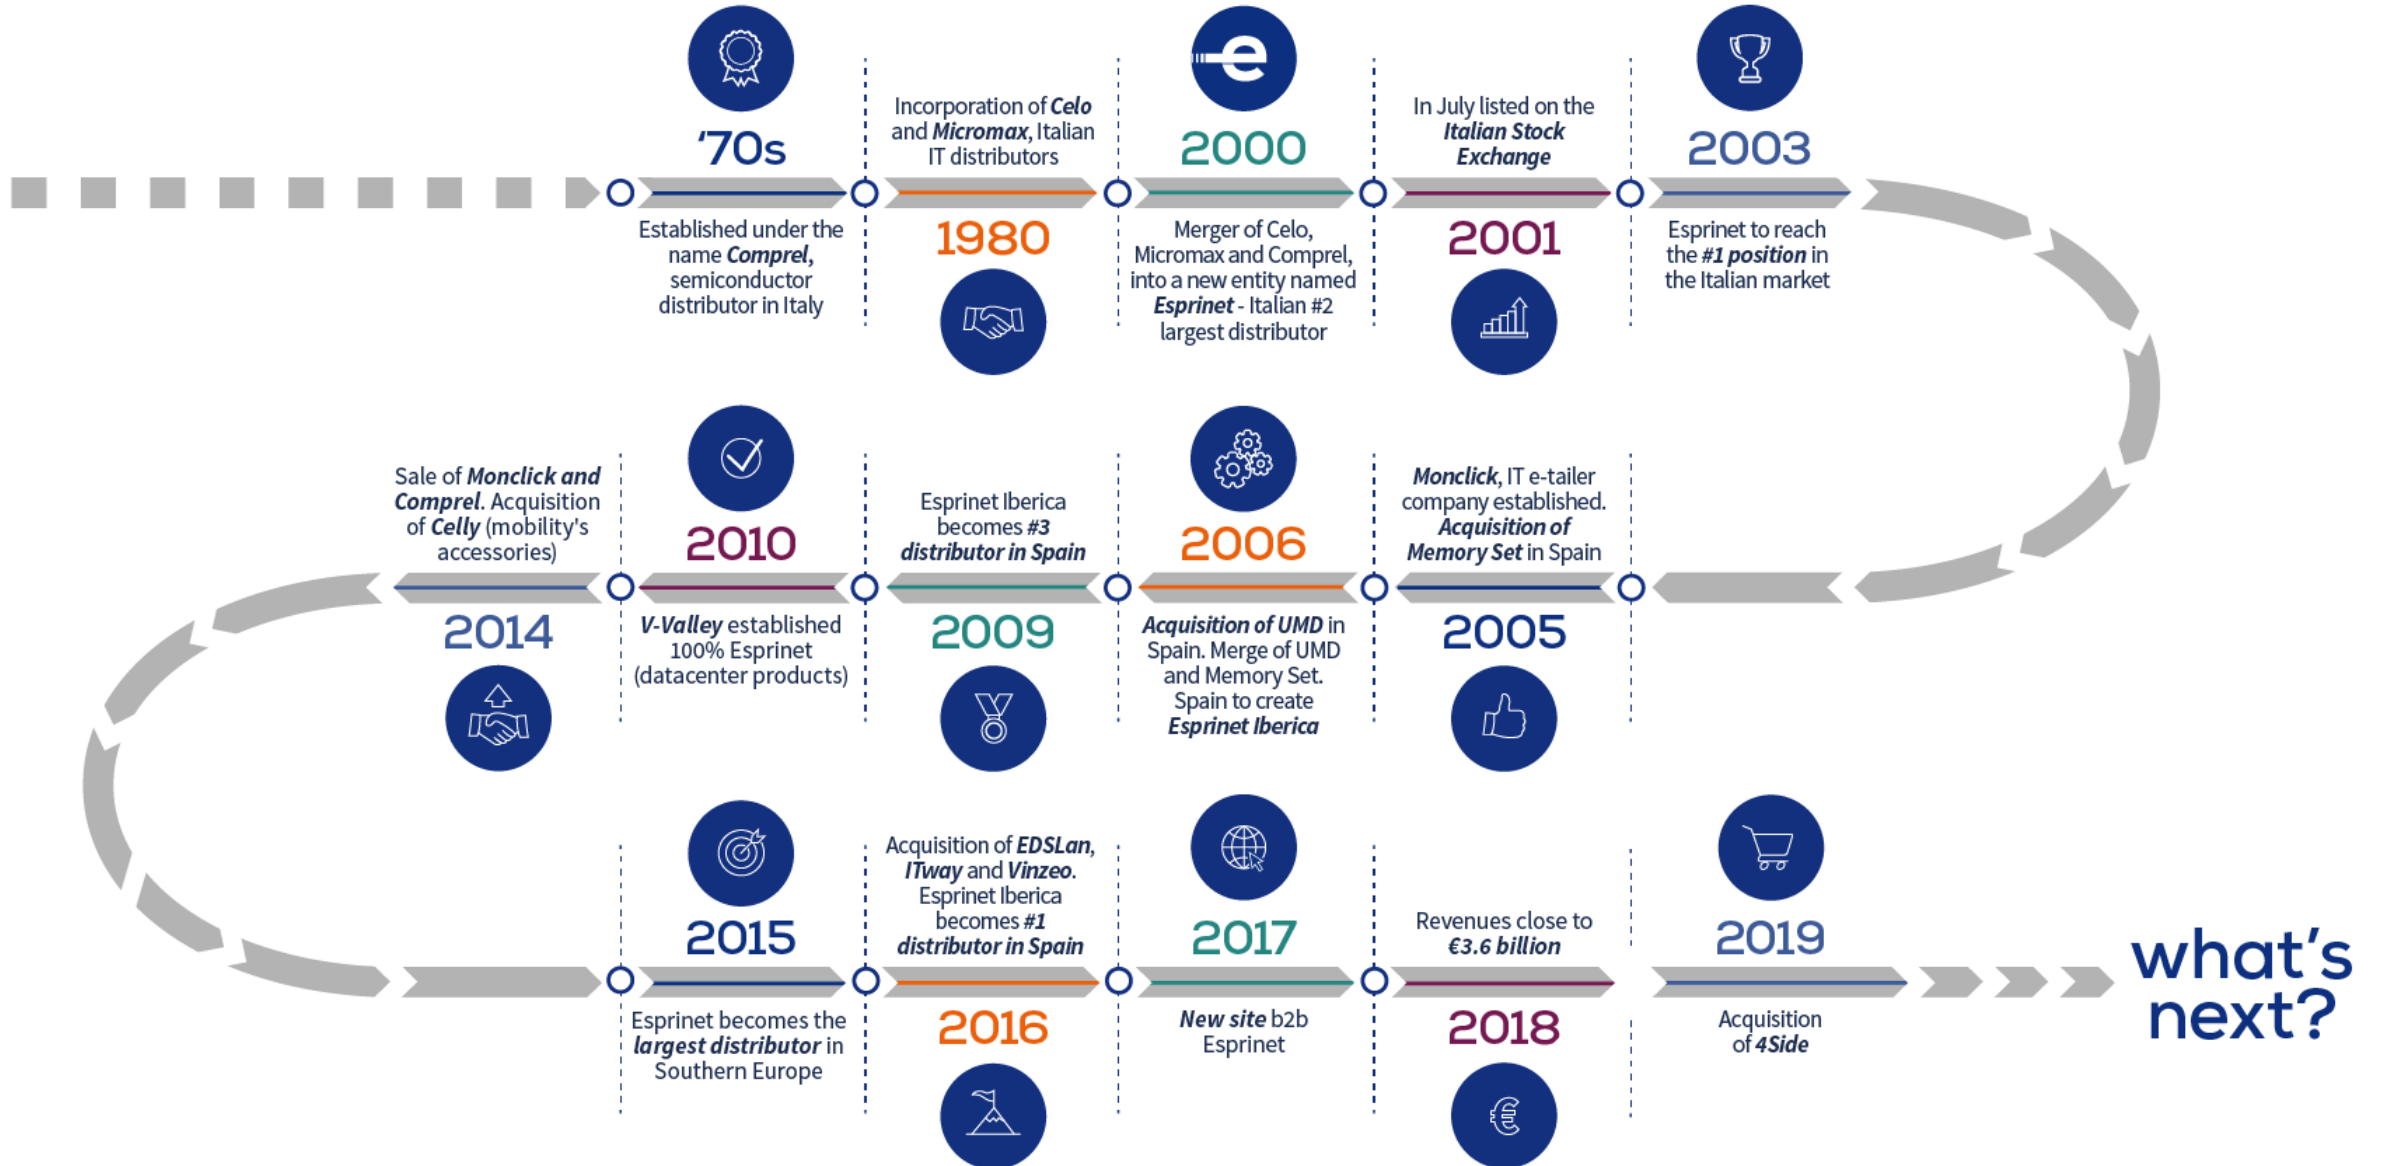 '70s
Established under the
name Comprel,
semiconductor
distributor in Italy
Incorporation of Celo
and Micromax, Italian
IT distributors
1980
e
2000
Merger of Celo,
Micromax and Comprel,
into a new entity named
Esprinet - Italian #2
largest distributor
In July listed on the
Italian Stock
Exchange
2001
2003
Esprinet to reach
the #1 position in
the Italian market
Monclick, IT e-tailer
company established.
Acquisition of
Memory Set in Spain
2005
2006
Acquisition of UMD in
Spain. Merge of UMD
and Memory Set.
Spain to create
Esprinet Iberica
Esprinet Iberica
becomes #3
distributor in Spain
2009
2010
V-Valley established
100% Esprinet
(datacenter products)
Sale of Monclick and
Comprel. Acquisition
of Celly (mobility's
accessories)
2014
2015
Esprinet becomes the
largest distributor in
Southern Europe
Acquisition of EDSLan,
ITway and Vinzeo.
Esprinet Iberica
becomes #1
distributor in Spain
2016
2017
New site b2b
Esprinet
Revenues close to
€3.6 billion
2018
€
2019
Acquisition
of 4Side
what's
next?